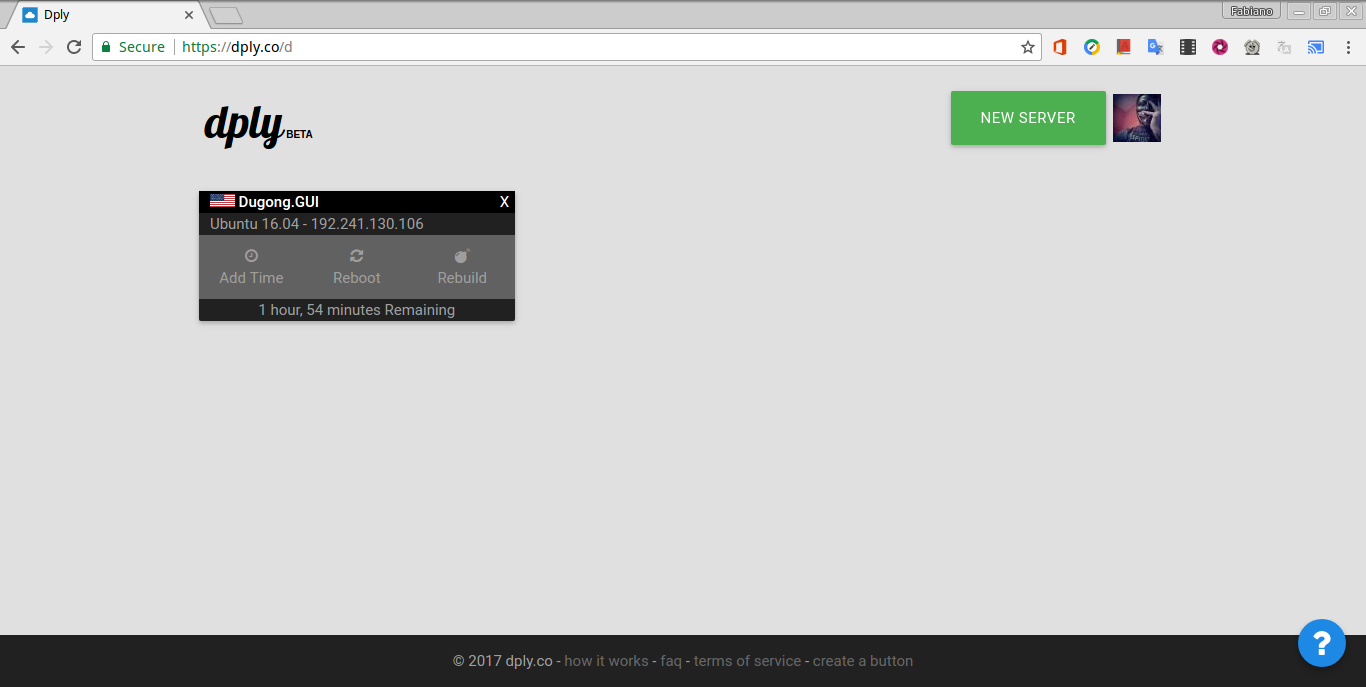 Dply
Fabiano
Secure
https://dply.co/d
dply BETA
NEW SERVER
Dugong.GUI X
Ubuntu 16.04 - 192.241.130.106
Add Time Reboot Rebuild
1 hour, 54 minutes Remaining
© 2017 dply.co - how it works - faq - terms of service - create a button
?